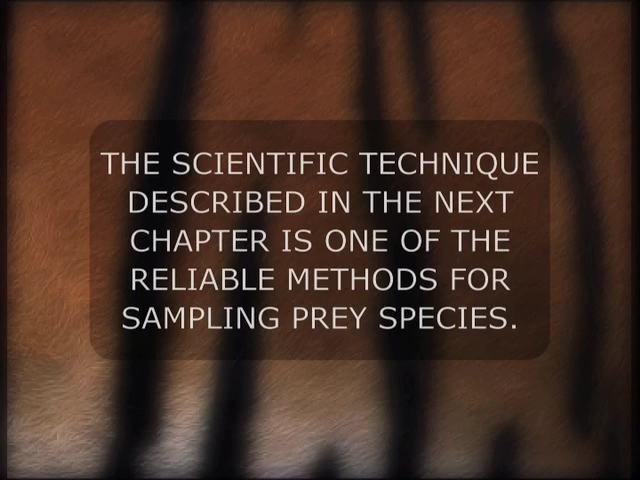 THE SCIENTIFIC TECHNIQUE
DESCRIBED IN THE NEXT
CHAPTER IS ONE OF THE
RELIABLE METHODS FOR
SAMPLING PREY SPECIES.